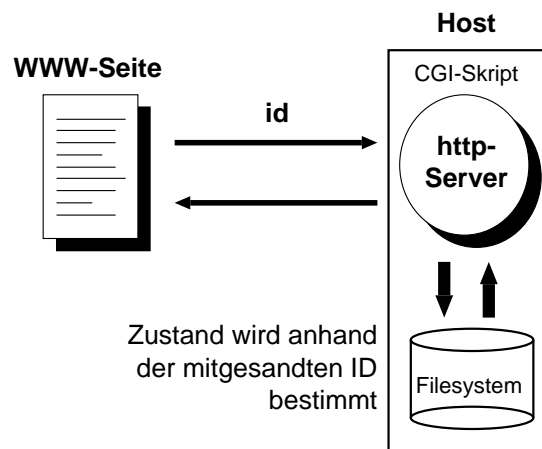 Host
WWW-Seite
CGI-Skript
id
http-
Server
Zustand wird anhand
der mitgesandten ID
bestimmt
Filesystem